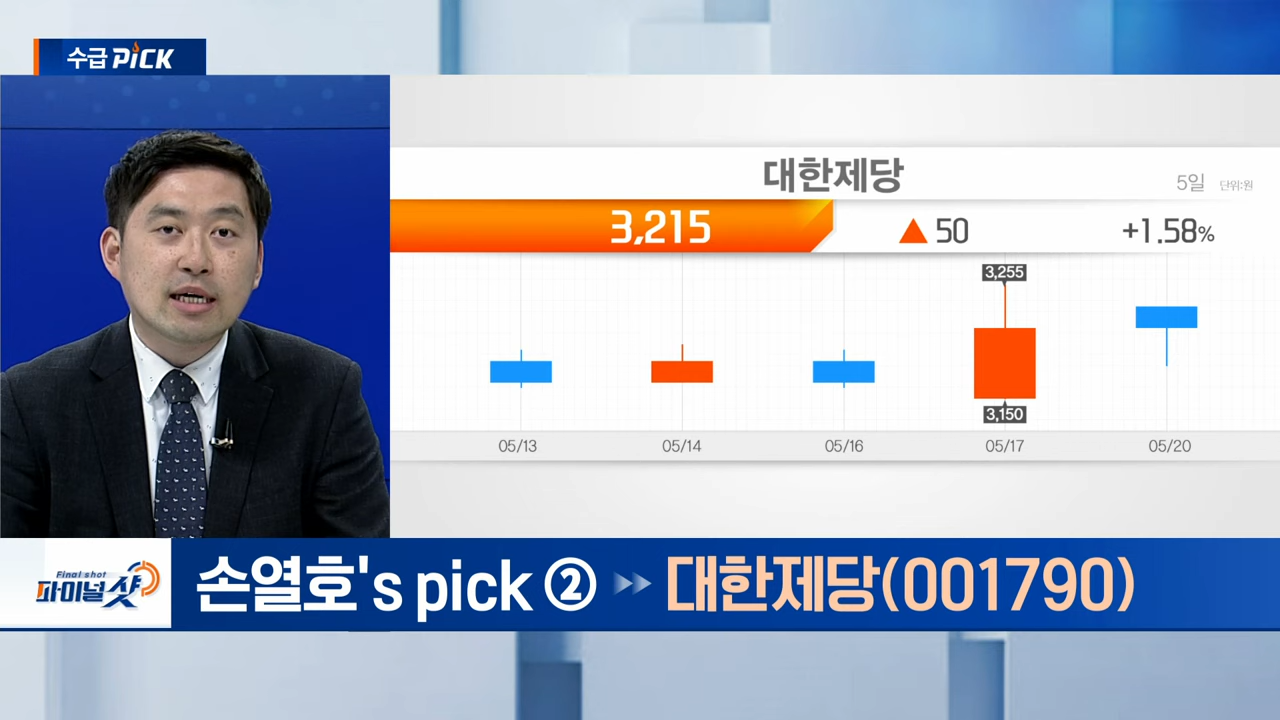 수급 PiCK
대한제당
5일 단위:원
3,215 ▲ 50 +1.58%
3,255
3,150
05/13 05/14 05/16 05/17 05/20
Final shot
파이널샷
손열호's pick ② ▸▸ 대한제당(001790)